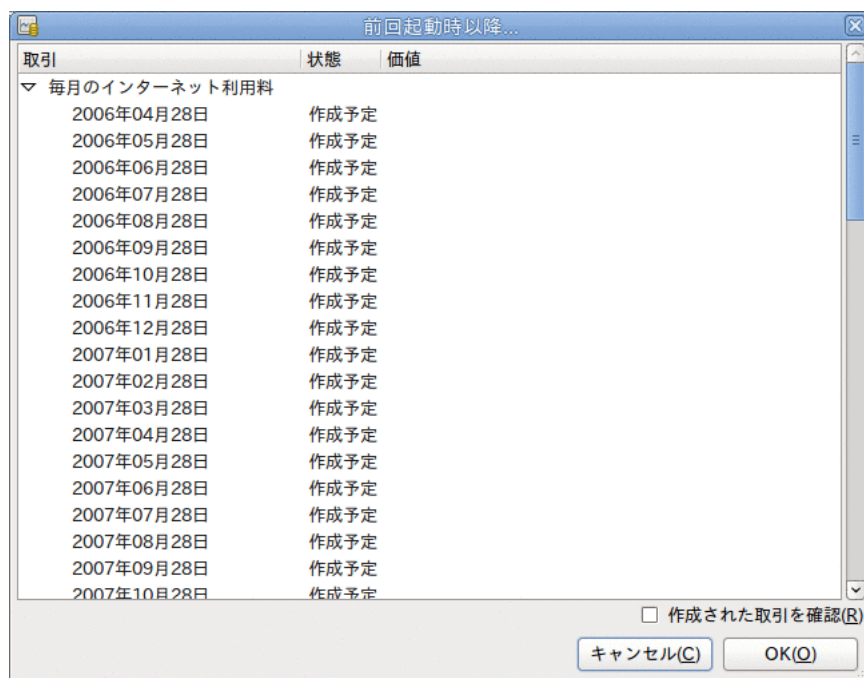 前回起動時以降...
取引 状態 価値
毎月のインターネット利用料
2006年04月28日 作成予定
2006年05月28日 作成予定
2006年06月28日 作成予定
2006年07月28日 作成予定
2006年08月28日 作成予定
2006年09月28日 作成予定
2006年10月28日 作成予定
2006年11月28日 作成予定
2006年12月28日 作成予定
2007年01月28日 作成予定
2007年02月28日 作成予定
2007年03月28日 作成予定
2007年04月28日 作成予定
2007年05月28日 作成予定
2007年06月28日 作成予定
2007年07月28日 作成予定
2007年08月28日 作成予定
2007年09月28日 作成予定
2007年10月28日 作成予定
作成された取引を確認(R)
キャンセル(C) OK(O)